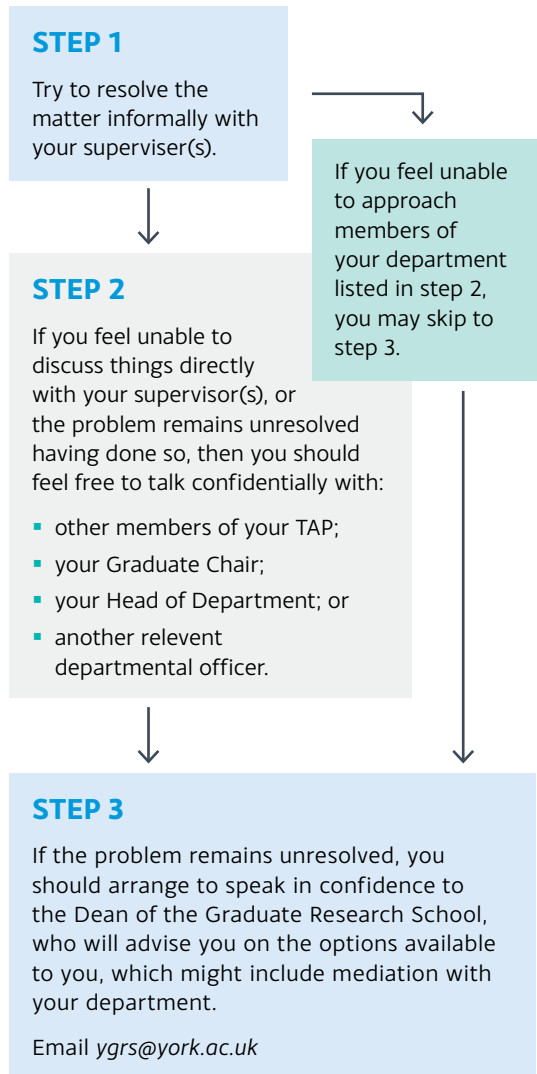 STEP 1
Try to resolve the
matter informally with
your superviser(s).
If you feel unable
to approach
members of
your department
listed in step 2,
you may skip to
step 3.
STEP 2
If you feel unable to
discuss things directly
with your supervisor(s), or
the problem remains unresolved
having done so, then you should
feel free to talk confidentially with:
▪ other members of your TAP;
▪ your Graduate Chair;
▪ your Head of Department; or
▪ another relevent
departmental officer.
STEP 3
If the problem remains unresolved, you
should arrange to speak in confidence to
the Dean of the Graduate Research School,
who will advise you on the options available
to you, which might include mediation with
your department.
Email ygrs@york.ac.uk